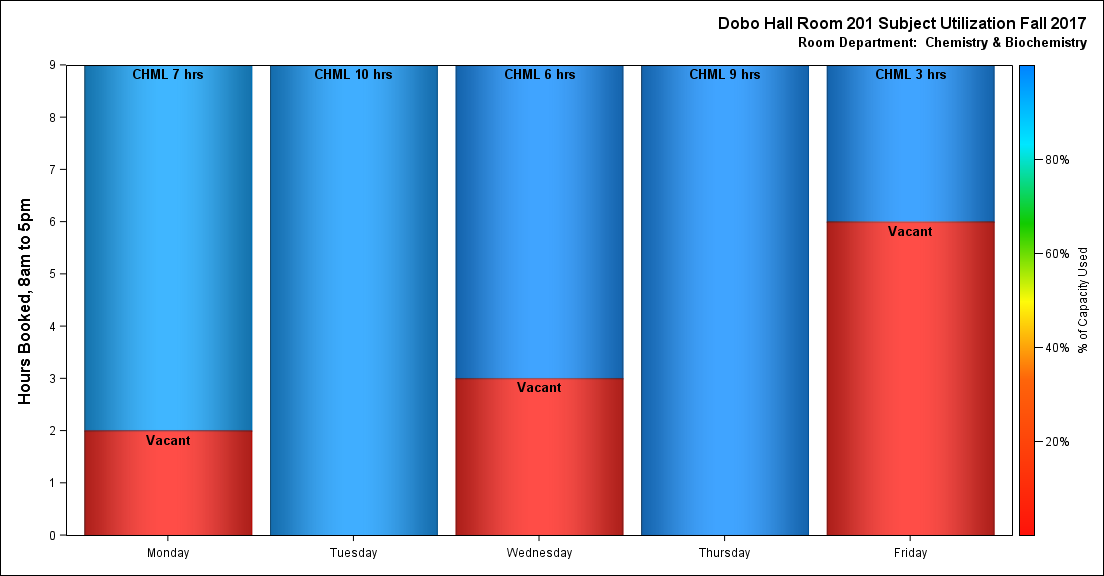 Dobo Hall Room 201 Subject Utilization Fall 2017
Room Department:  Chemistry & Biochemistry
Hours Booked, 8am to 5pm
9
8
7
6
5
4
3
2
1
0
CHML 7 hrs
CHML 10 hrs
CHML 6 hrs
CHML 9 hrs
CHML 3 hrs
Vacant
Vacant
Vacant
Monday
Tuesday
Wednesday
Thursday
Friday
80%
60%
40%
20%
% of Capacity Used